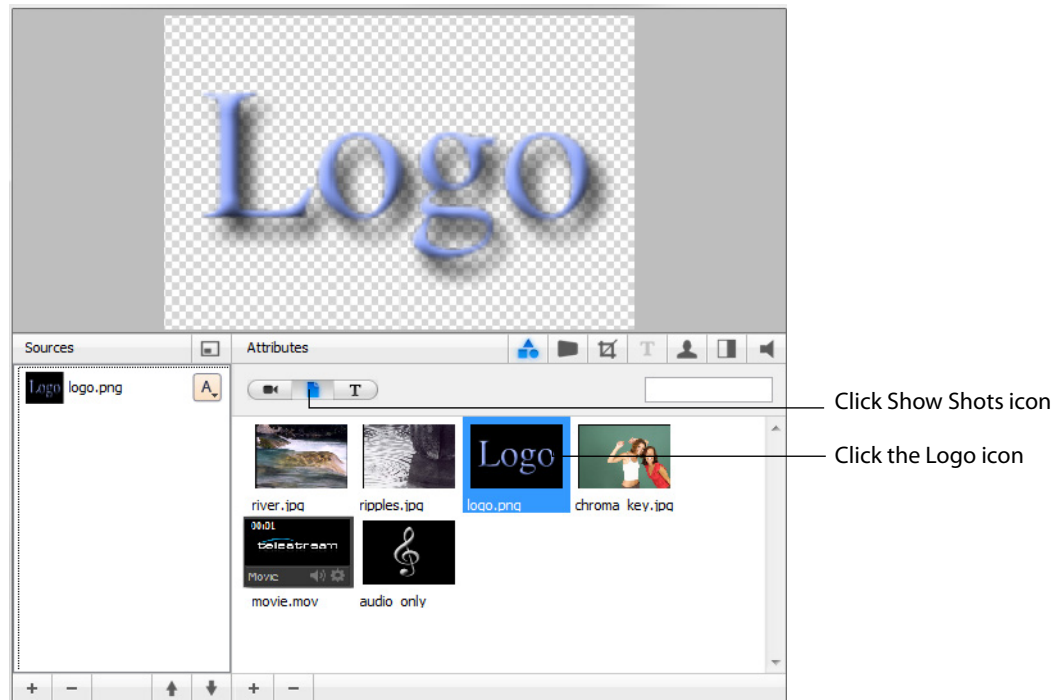 Logo
Sources
Attributes
T
Logo logo.png
A
T
Click Show Shots icon
Logo
Click the Logo icon
river.jpg
ripples.jpg
logo.png
chroma_key.jpg
00:01
telestream
Movie
movie.mov
audio_only